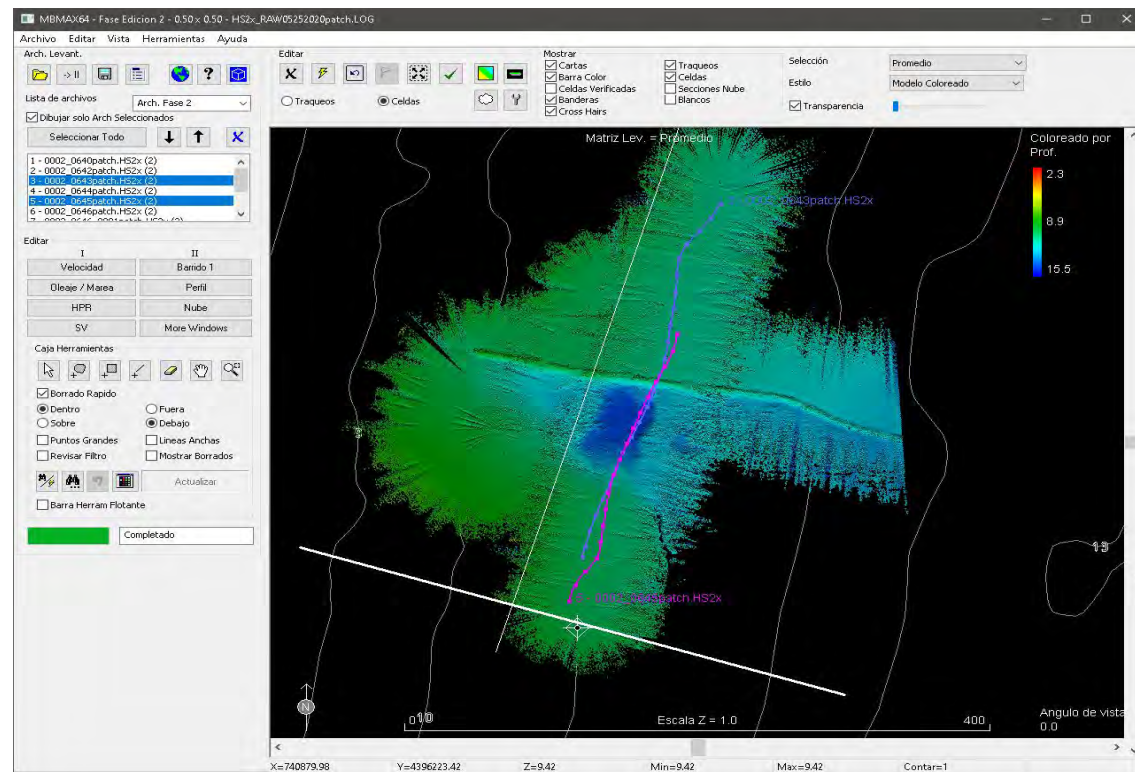 MBMAX64 - Fase Edicion 2 - 0.50 x 0.50 - HS2x_RAW05252020patch.LOG
Archivo Editar Vista Herramientas Ayuda
Arch. Levant.
Lista de archivos
Arch. Fase 2
Dibujar solo Arch Seleccionados
Seleccionar Todo
1 - 0002_0640patch.HS2x (2)
2 - 0002_0642patch.HS2x (2)
3 - 0002_0643patch.HS2x (2)
4 - 0002_0644patch.HS2x (2)
5 - 0002_0645patch.HS2x (2)
6 - 0002_0646patch.HS2x (2)
Editar
I II
Velocidad Barrido 1
Oleaje / Marea Perfil
HPR Nube
SV More Windows
Caja Herramientas
Borrado Rapido
Dentro Fuera
Sobre Debajo
Puntos Grandes Lineas Anchas
Revisar Filtro Mostrar Borrados
Actualizar
Barra Herram Flotante
Completado
Editar
Traqueos Celdas
Mostrar
Cartas Traqueos
Barra Color Celdas
Celdas Verificadas Secciones Nube
Banderas Blancos
Cross Hairs
Selección Promedio
Estilo Modelo Coloreado
Transparencia
Matriz Lev. = Promedio
Coloreado por
Prof.
2.3
8.9
15.5
13
N
Escala Z = 1.0
400
Angulo de vista
0.0
X=740879.98 Y=4396223.42 Z=9.42 Min=9.42 Max=9.42 Contar=1